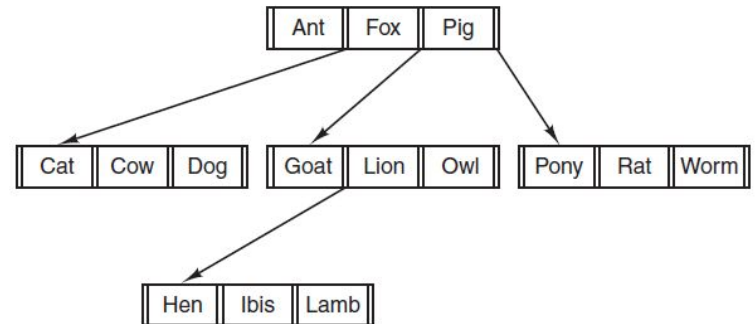 Ant Fox Pig
Cat Cow Dog Goat Lion Owl Pony Rat Worm
Hen Ibis Lamb